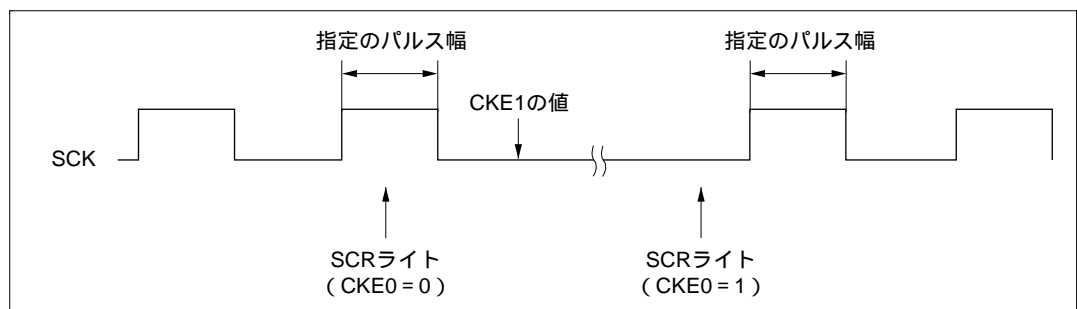 指定のパルス幅
指定のパルス幅
CKE1の値
SCK
SCRライト
(CKE0 = 0)
SCRライト
(CKE0 = 1)